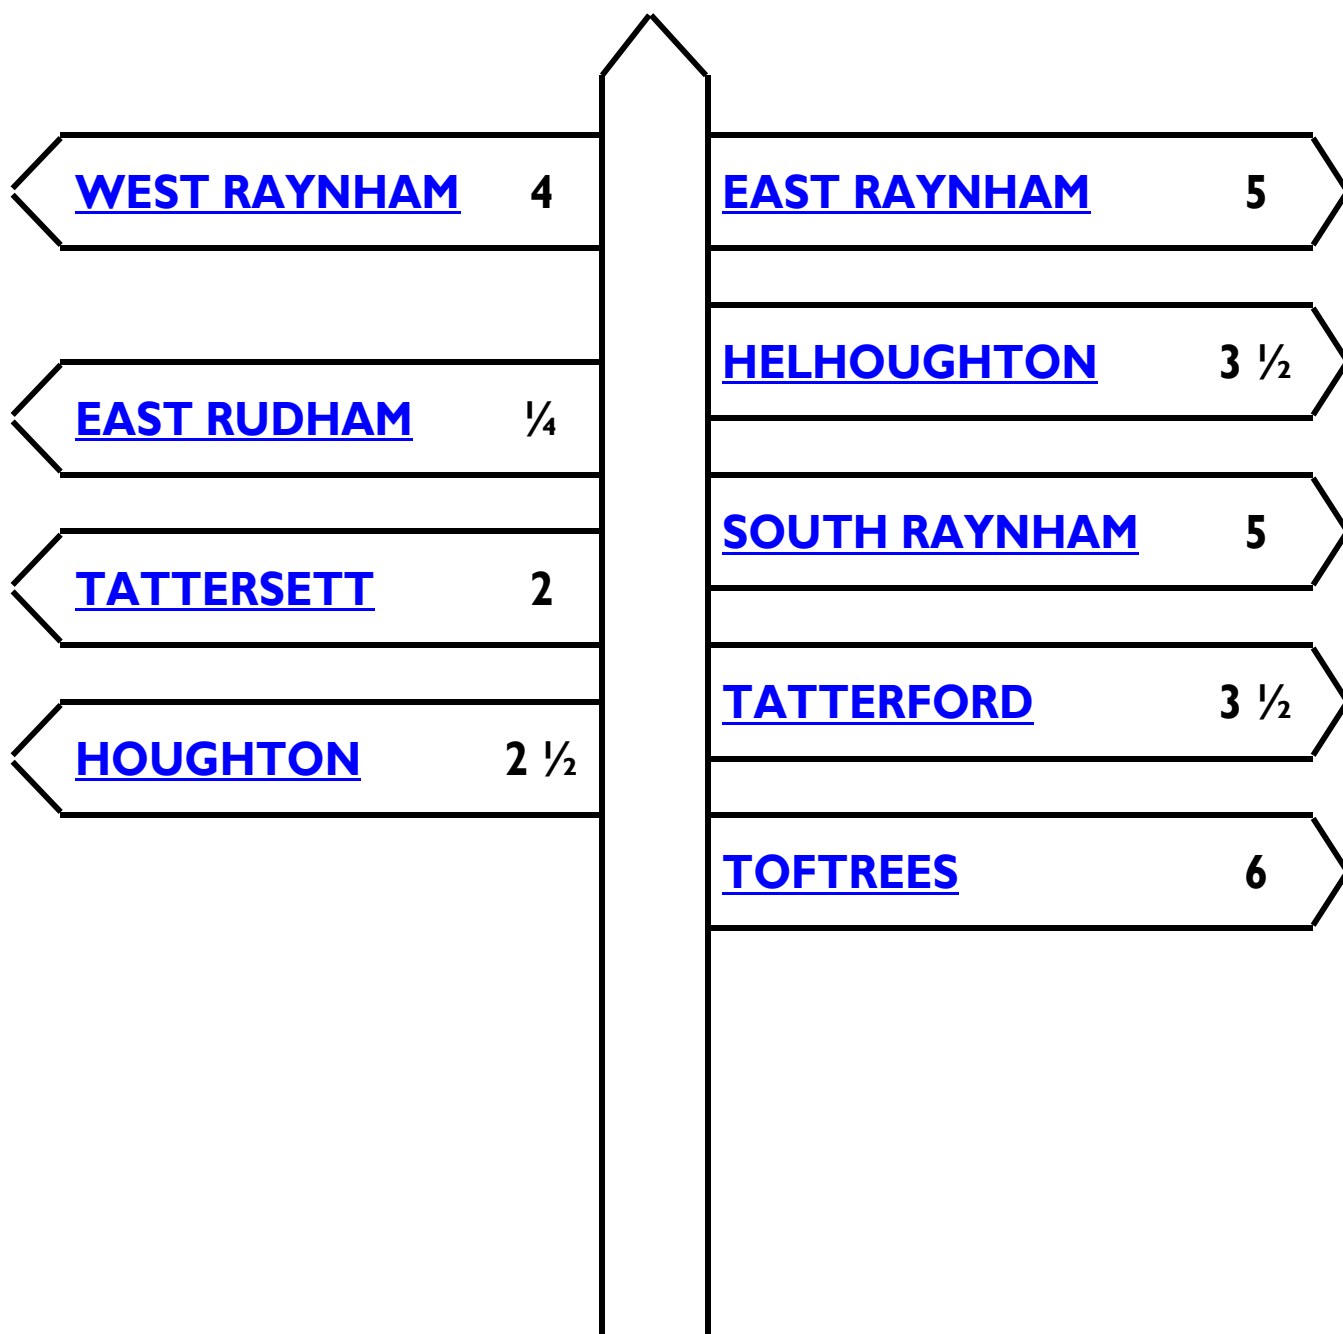 WEST RAYNHAM 4
EAST RUDHAM ¼
TATTERSETT 2
HOUGHTON 2 ½
EAST RAYNHAM 5
HELHOUGHTON 3 ½
SOUTH RAYNHAM 5
TATTERFORD 3 ½
TOFTREES 6